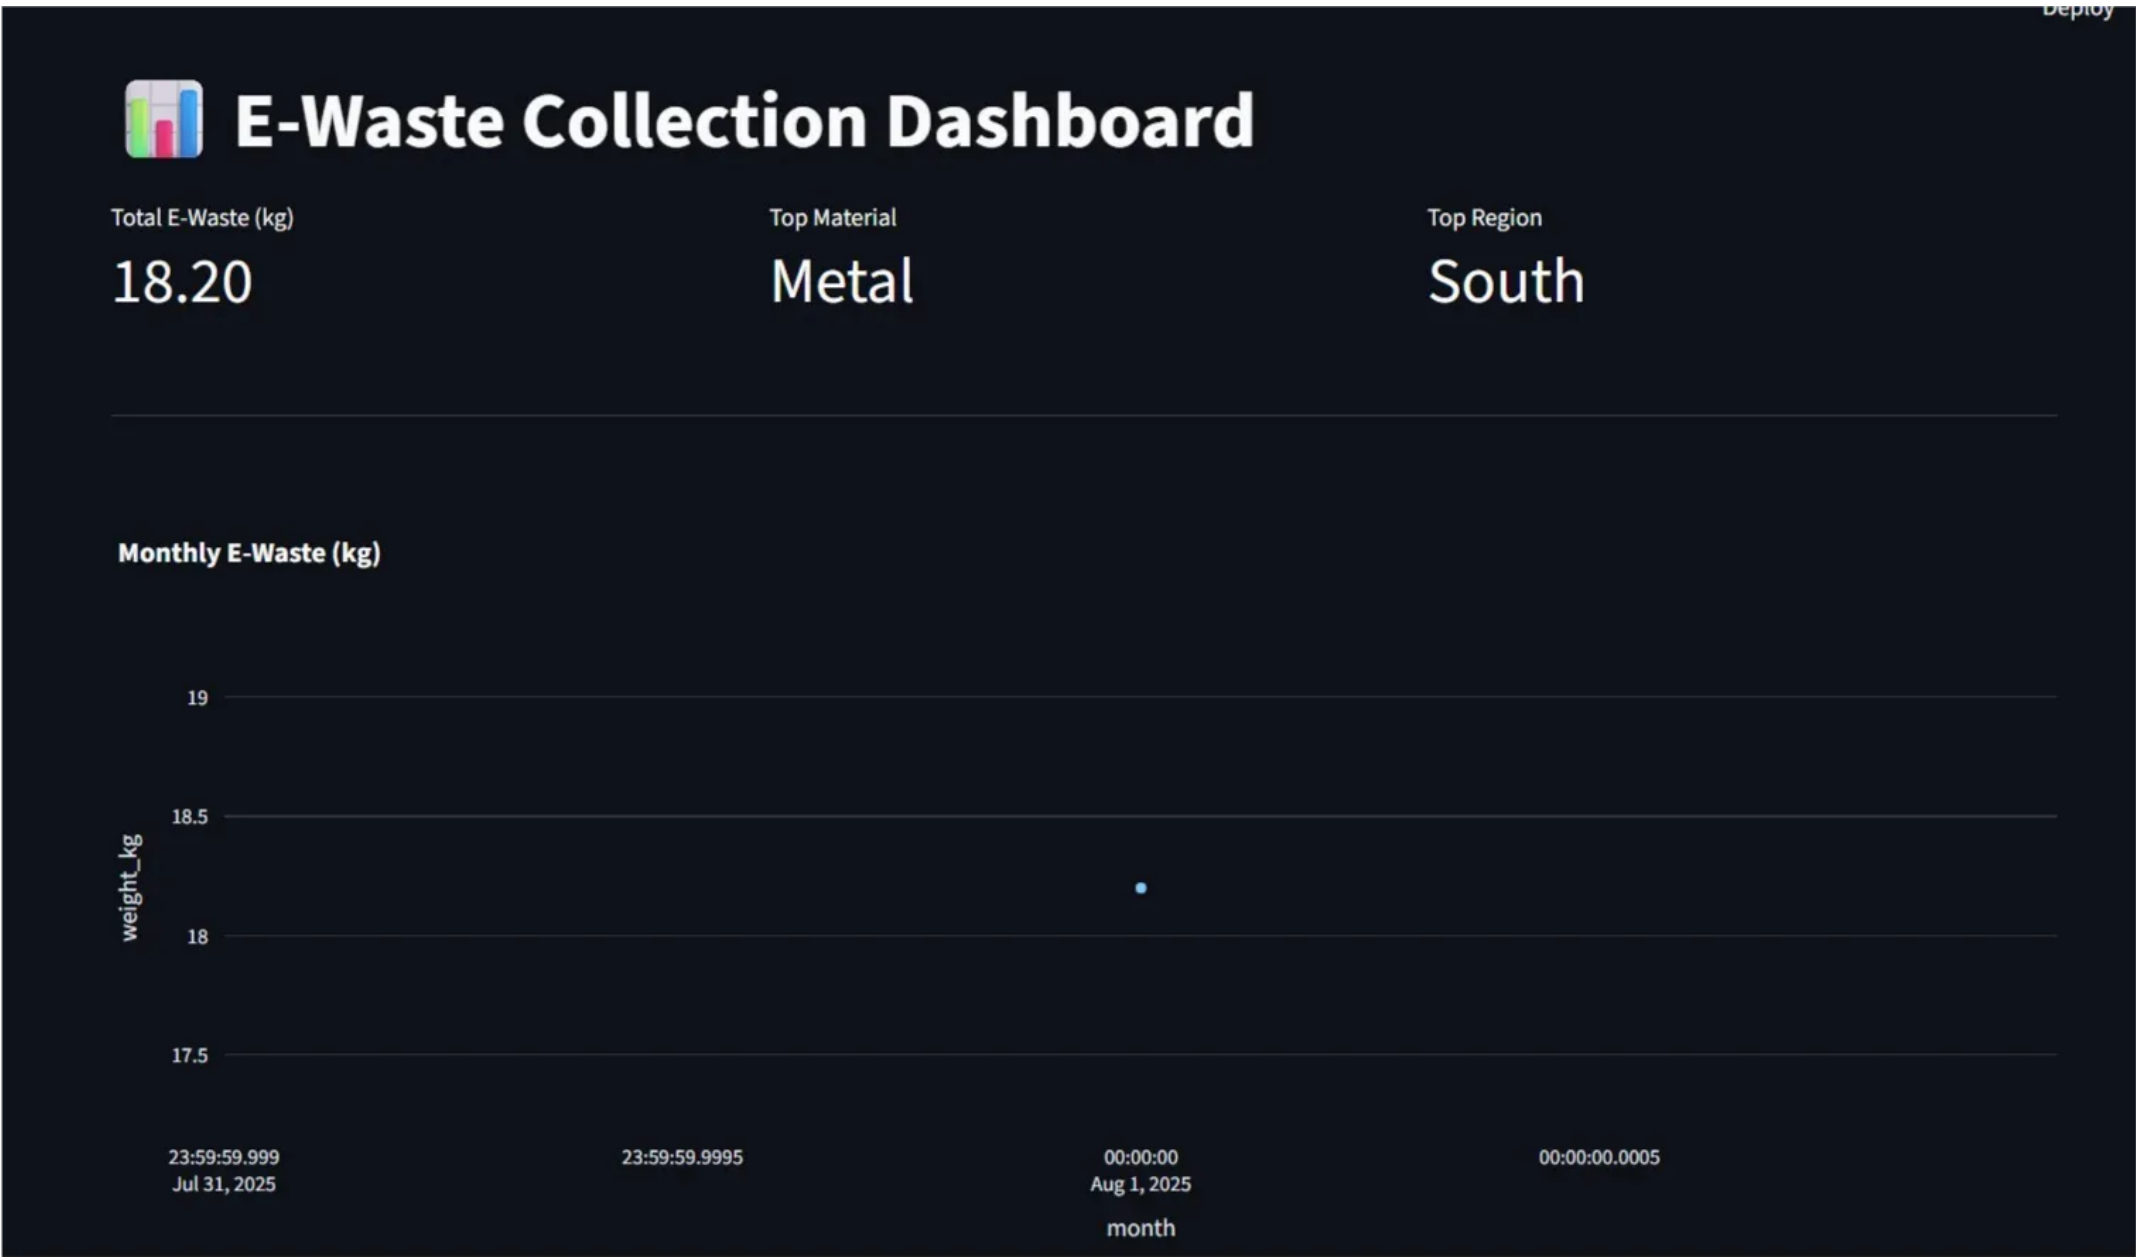 Deploy
E-Waste Collection Dashboard
Total E-Waste (kg)
18.20
Top Material
Metal
Top Region
South
Monthly E-Waste (kg)
19
18.5
18
17.5
weight_kg
23:59:59.999
Jul 31, 2025
23:59:59.9995
00:00:00
Aug 1, 2025
00:00:00.0005
month